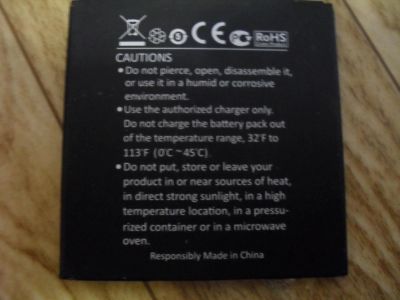 CE RoHS
CAUTIONS
• Do not pierce, open, disassemble it,
or use it in a humid or corrosive
environment.
• Use the authorized charger only.
Do not charge the battery pack out
of the temperature range, 32°F to
113°F (0°C ~45°C).
• Do not put, store or leave your
product in or near sources of heat,
in direct strong sunlight, in a high
temperature location, in a pressu-
rized container or in a microwave
oven.
Responsibly Made in China